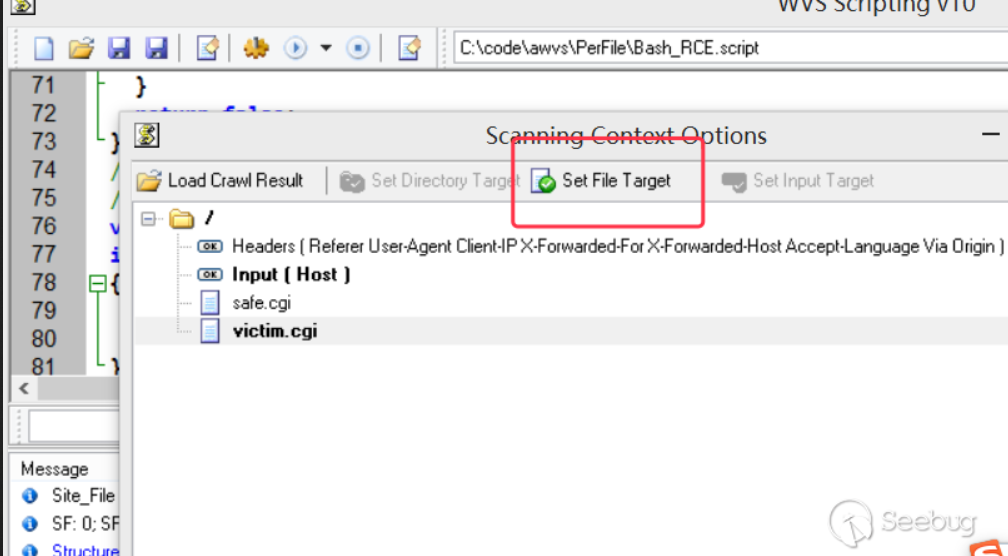 WVS Scripting V10
C:\code\awvs\PerFile\Bash_RCE.script
71 }
72 return false;
73 }
74 /
75 /
76 v
77 i
78 {
79
80
81 }
Scanning Context Options
Load Crawl Result Set Directory Target Set File Target Set Input Target
/
OK Headers ( Referer User-Agent Client-IP X-Forwarded-For X-Forwarded-Host Accept-Language Via Origin )
OK Input ( Host )
safe.cgi
victim.cgi
Message
Site_File
SF: 0; SF
Structure
Seebug